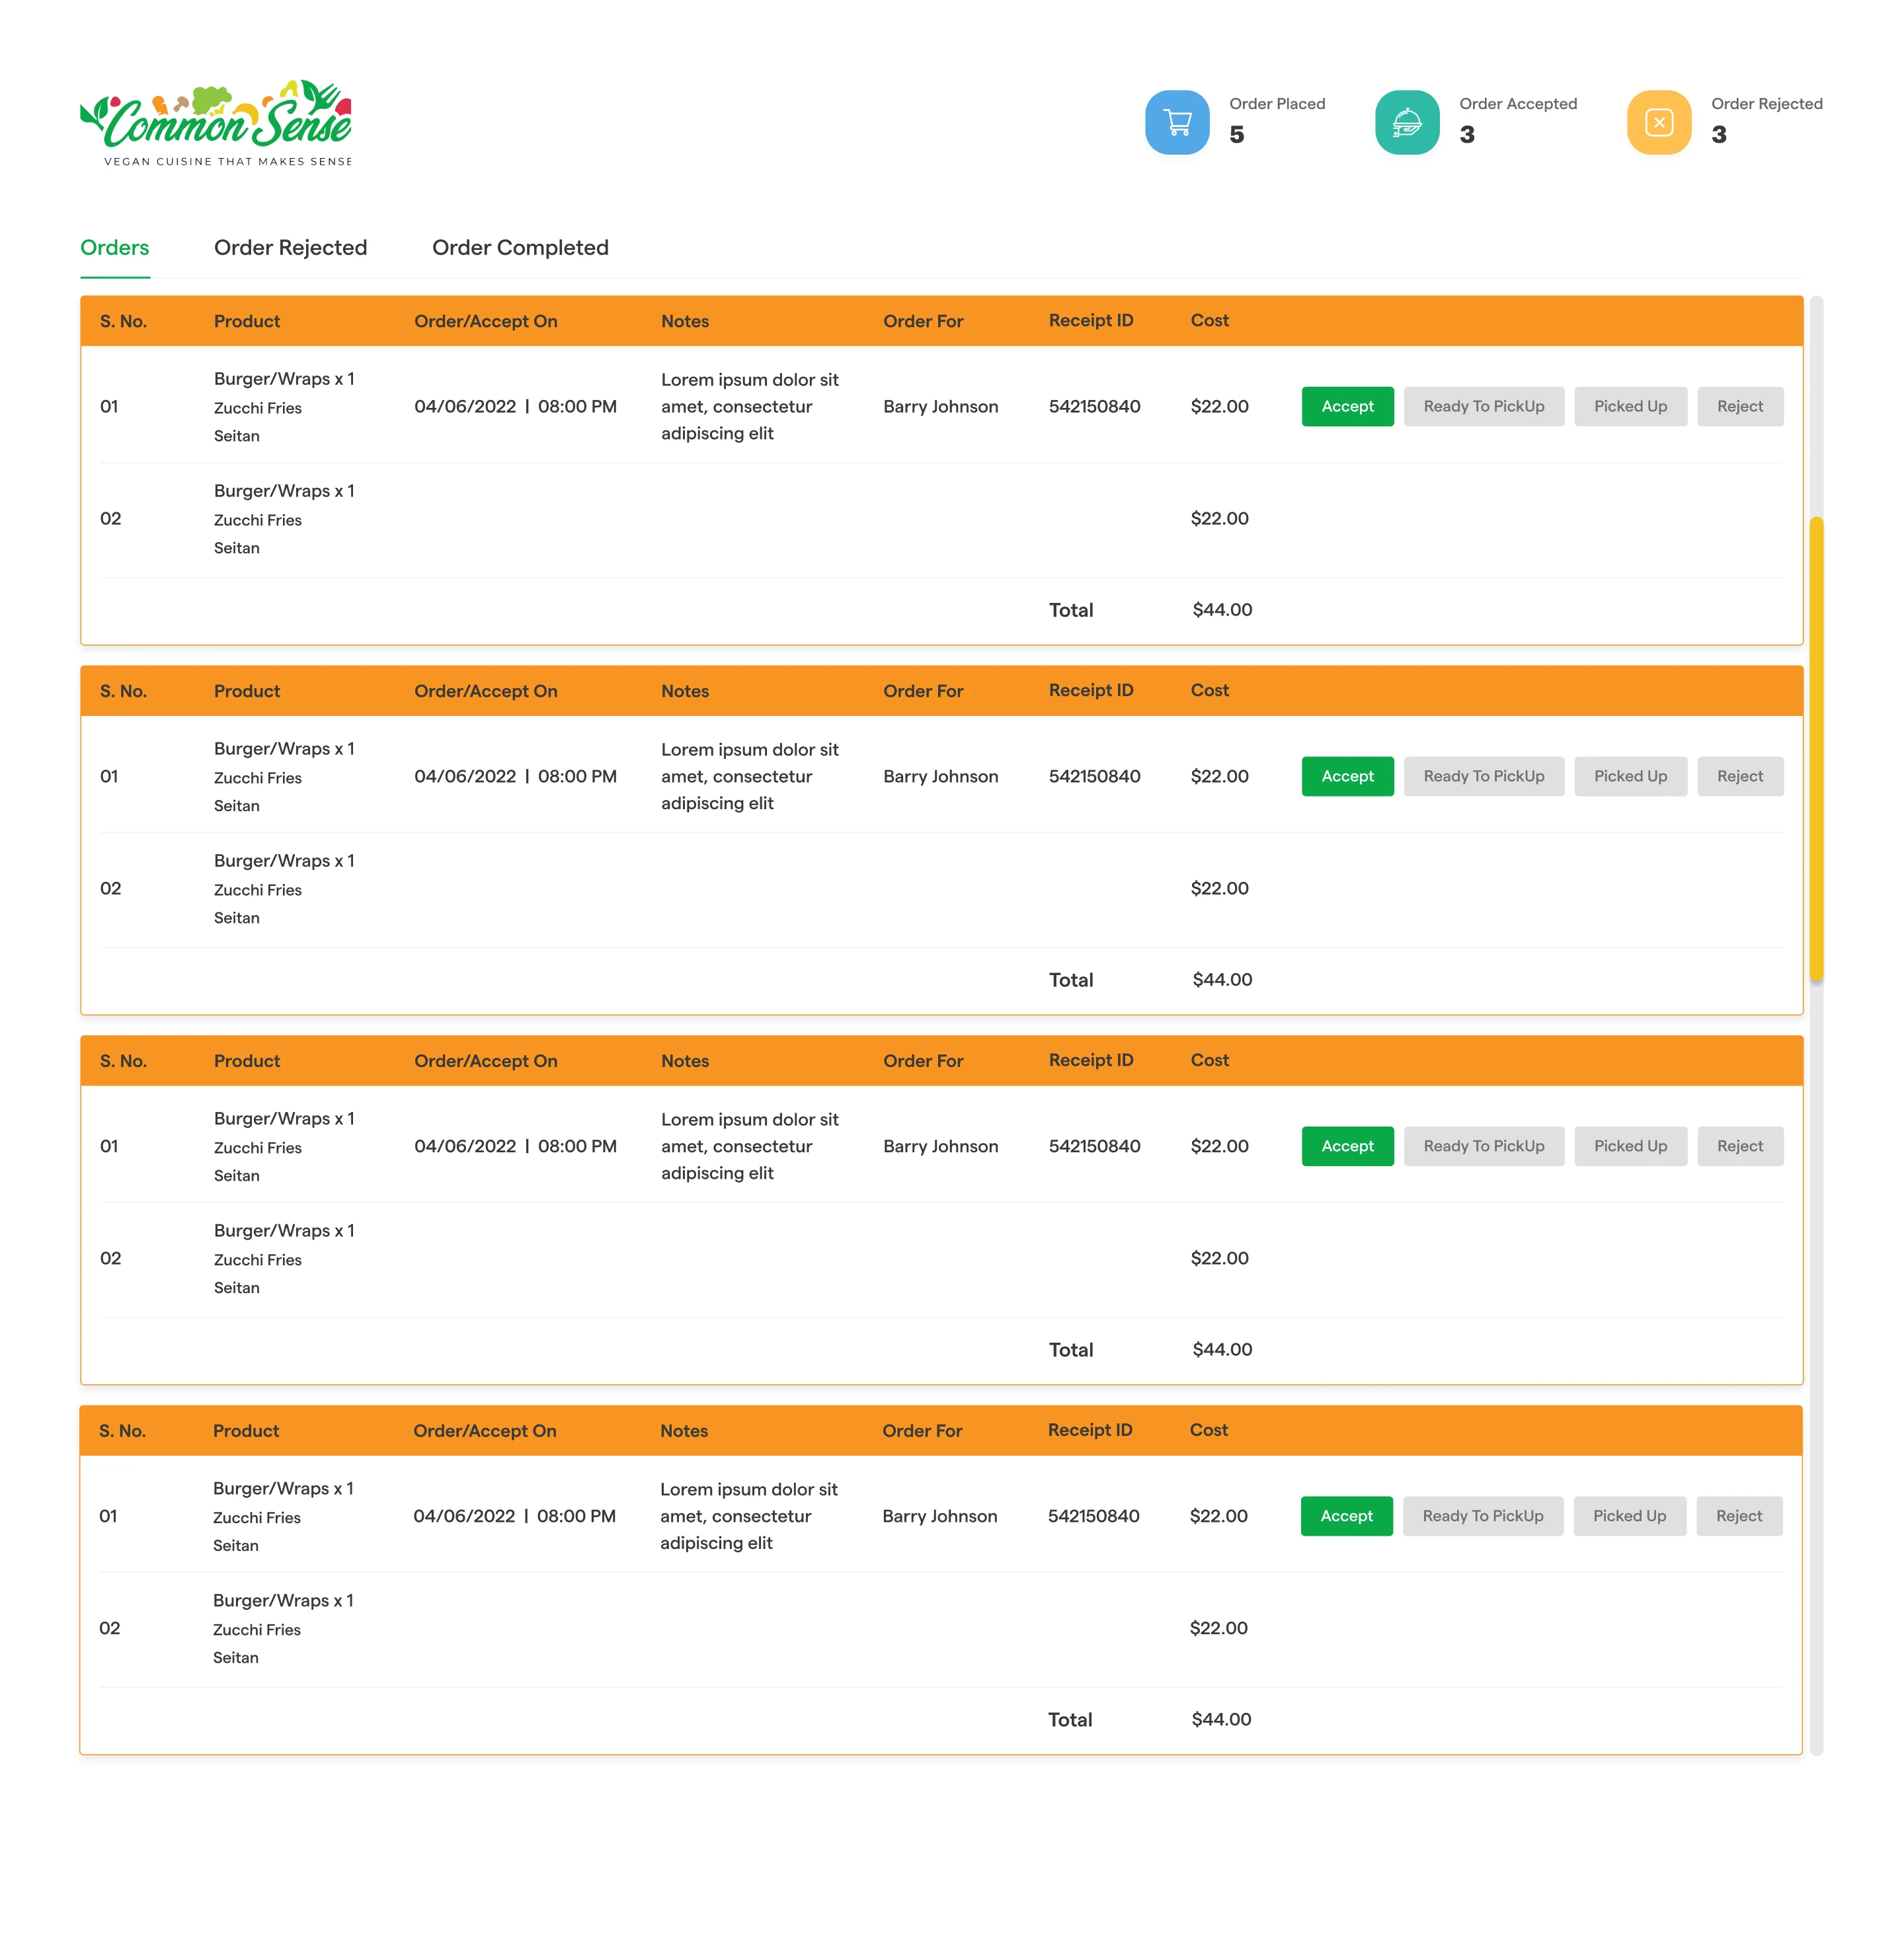 Common Sense
VEGAN CUISINE THAT MAKES SENSE
Order Placed
5
Order Accepted
3
Order Rejected
3
Orders Order Rejected Order Completed
S. No. Product Order/Accept On Notes Order For Receipt ID Cost
Burger/Wraps x 1 Lorem ipsum dolor sit
01 Zucchi Fries 04/06/2022 | 08:00 PM amet, consectetur Barry Johnson 542150840 $22.00 Accept Ready To PickUp Picked Up Reject
Seitan adipiscing elit
Burger/Wraps x 1
02 Zucchi Fries $22.00
Seitan
Total $44.00
S. No. Product Order/Accept On Notes Order For Receipt ID Cost
Burger/Wraps x 1 Lorem ipsum dolor sit
01 Zucchi Fries 04/06/2022 | 08:00 PM amet, consectetur Barry Johnson 542150840 $22.00 Accept Ready To PickUp Picked Up Reject
Seitan adipiscing elit
Burger/Wraps x 1
02 Zucchi Fries $22.00
Seitan
Total $44.00
S. No. Product Order/Accept On Notes Order For Receipt ID Cost
Burger/Wraps x 1 Lorem ipsum dolor sit
01 Zucchi Fries 04/06/2022 | 08:00 PM amet, consectetur Barry Johnson 542150840 $22.00 Accept Ready To PickUp Picked Up Reject
Seitan adipiscing elit
Burger/Wraps x 1
02 Zucchi Fries $22.00
Seitan
Total $44.00
S. No. Product Order/Accept On Notes Order For Receipt ID Cost
Burger/Wraps x 1 Lorem ipsum dolor sit
01 Zucchi Fries 04/06/2022 | 08:00 PM amet, consectetur Barry Johnson 542150840 $22.00 Accept Ready To PickUp Picked Up Reject
Seitan adipiscing elit
Burger/Wraps x 1
02 Zucchi Fries $22.00
Seitan
Total $44.00